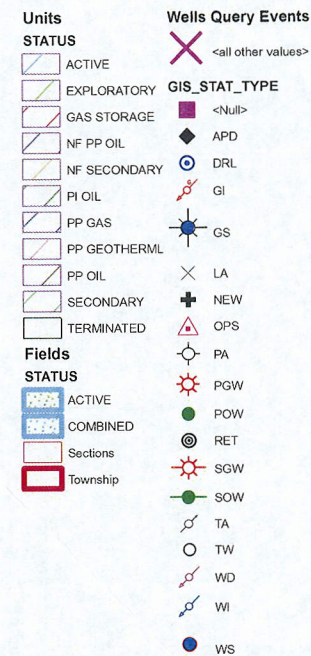 Units
STATUS
ACTIVE
EXPLORATORY
GAS STORAGE
NF PP OIL
NF SECONDARY
PI OIL
PP GAS
PP GEOTHERML
PP OIL
SECONDARY
TERMINATED
Fields
STATUS
ACTIVE
COMBINED
Sections
Township
Wells Query Events
<all other values>
GIS_STAT_TYPE
<Null>
APD
DRL
GI
GS
LA
NEW
OPS
PA
PGW
POW
RET
SGW
SOW
TA
TW
WD
WI
WS